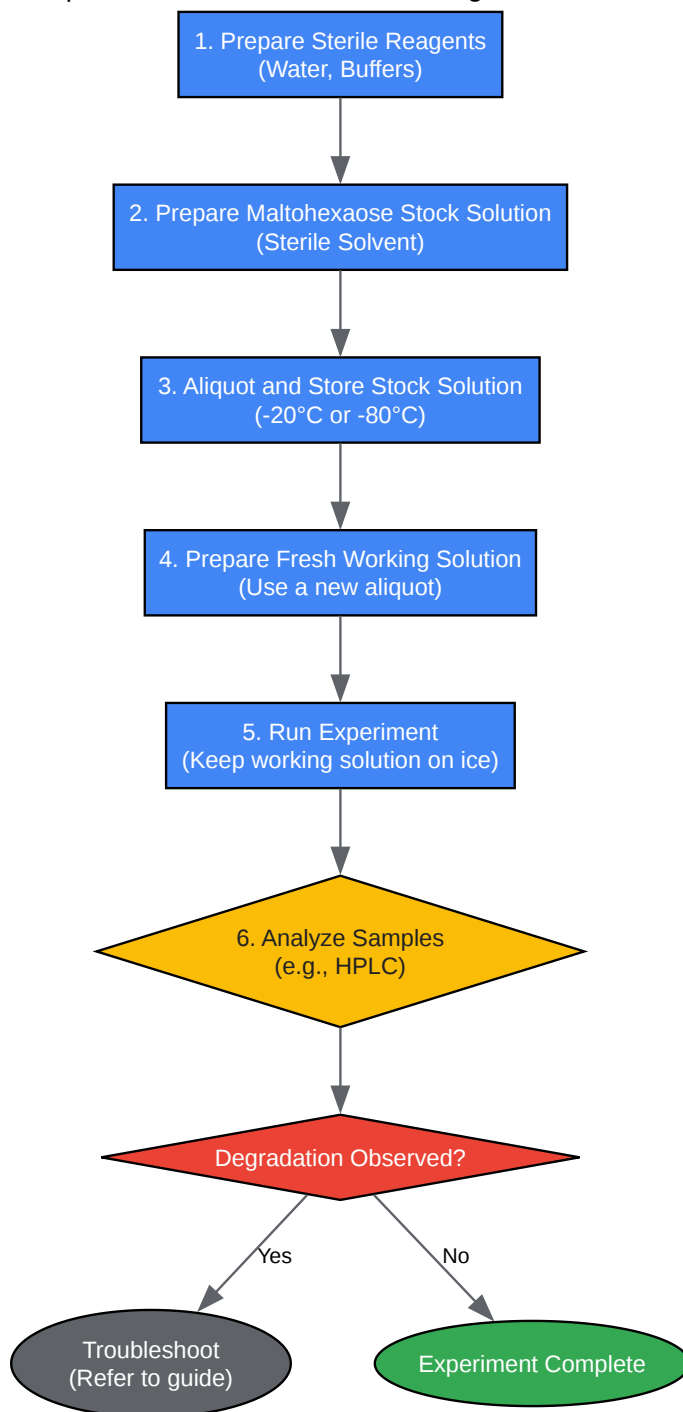 1. Prepare Sterile Reagents
(Water, Buffers)
2. Prepare Maltohexaose Stock Solution
(Sterile Solvent)
3. Aliquot and Store Stock Solution
(-20°C or -80°C)
4. Prepare Fresh Working Solution
(Use a new aliquot)
5. Run Experiment
(Keep working solution on ice)
6. Analyze Samples
(e.g., HPLC)
Degradation Observed?
Yes
No
Troubleshoot
(Refer to guide)
Experiment Complete